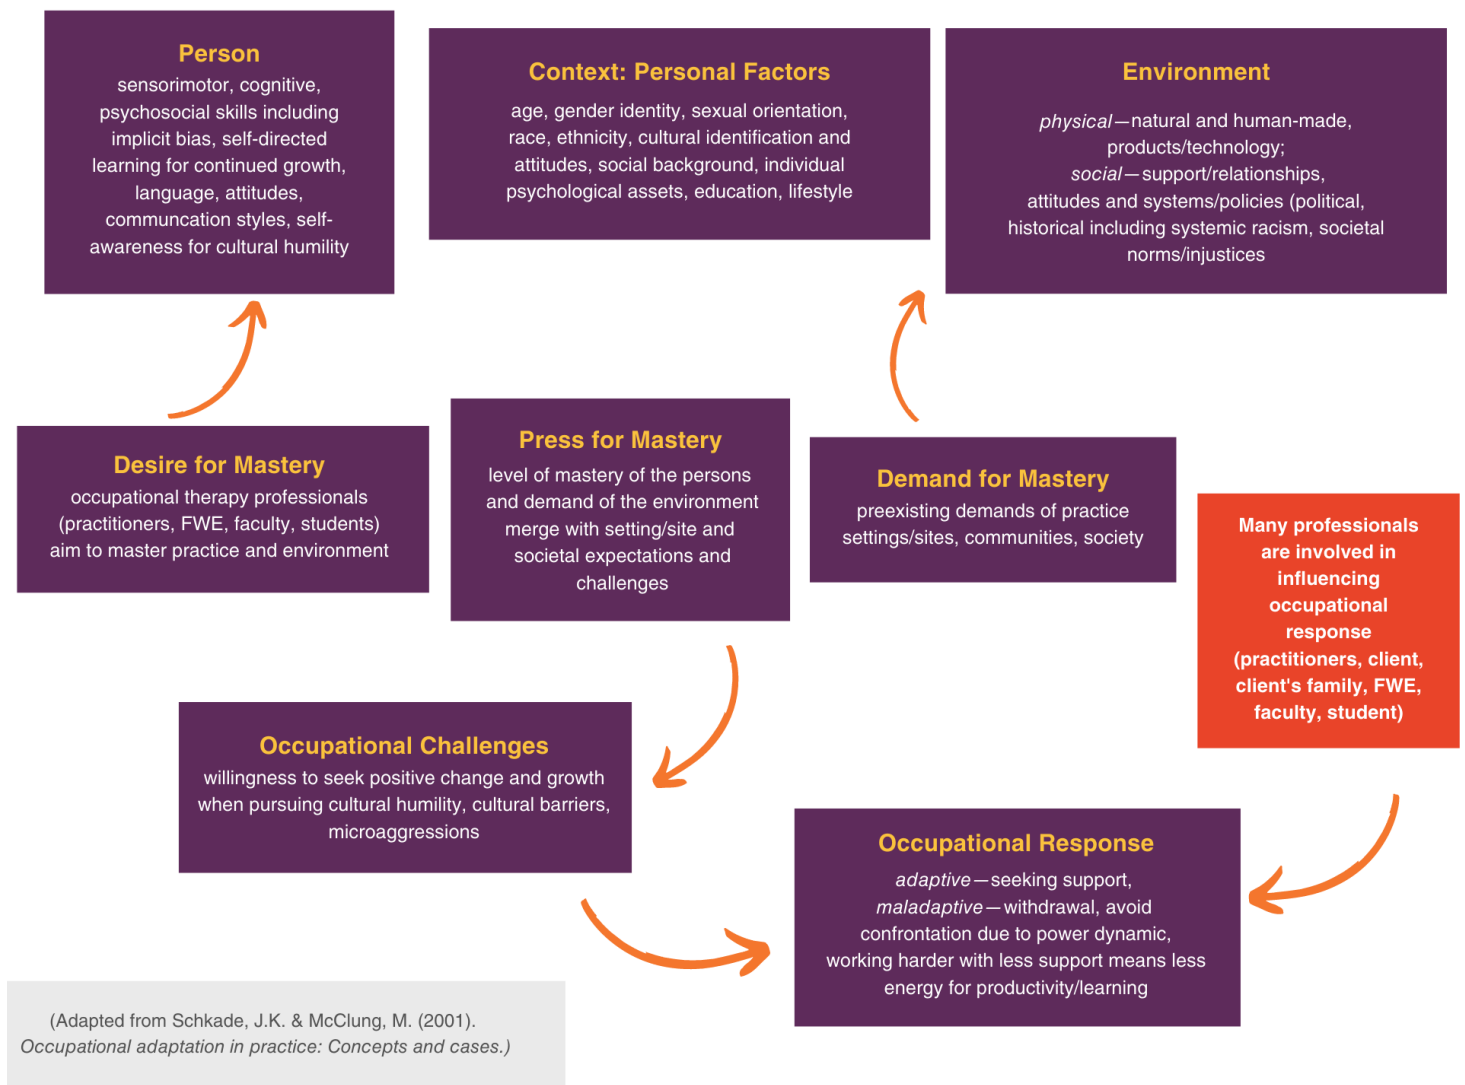 Person
sensorimotor, cognitive,
psychosocial skills including
implicit bias, self-directed
learning for continued growth,
language, attitudes,
communcation styles, self-
awareness for cultural humility
Context: Personal Factors
age, gender identity, sexual orientation,
race, ethnicity, cultural identification and
attitudes, social background, individual
psychological assets, education, lifestyle
Environment
physical—natural and human-made,
products/technology;
social—support/relationships,
attitudes and systems/policies (political,
historical including systemic racism, societal
norms/injustices
Desire for Mastery
occupational therapy professionals
(practitioners, FWE, faculty, students)
aim to master practice and environment
Press for Mastery
level of mastery of the persons
and demand of the environment
merge with setting/site and
societal expectations and
challenges
Demand for Mastery
preexisting demands of practice
settings/sites, communities, society
Many professionals
are involved in
influencing
occupational
response
(practitioners, client,
client's family, FWE,
faculty, student)
Occupational Challenges
willingness to seek positive change and growth
when pursuing cultural humility, cultural barriers,
microaggressions
Occupational Response
adaptive—seeking support,
maladaptive—withdrawal, avoid
confrontation due to power dynamic,
working harder with less support means less
energy for productivity/learning
(Adapted from Schkade, J.K. & McClung, M. (2001).
Occupational adaptation in practice: Concepts and cases.)